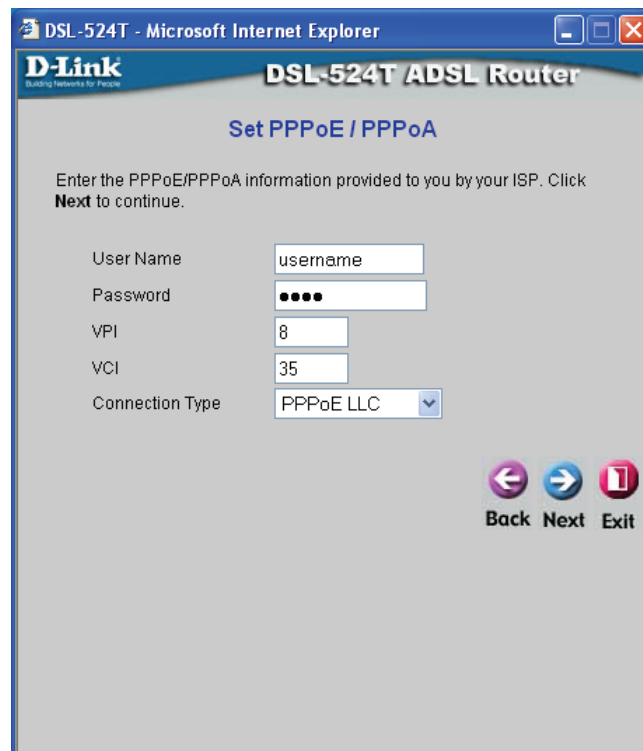 DSL-524T - Microsoft Internet Explorer
D-Link
Building Networks for People
DSL-524T ADSL Router
Set PPPoE / PPPoA
Enter the PPPoE/PPPoA information provided to you by your ISP. Click
Next to continue.
User Name username
Password ••••
VPI 8
VCI 35
Connection Type PPPoE LLC
Back Next Exit